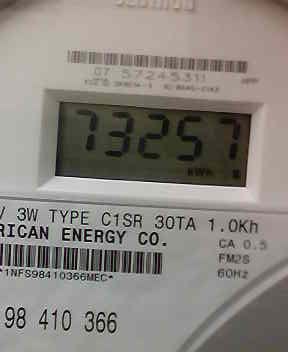 07 57245311
73257
kWh
V 3W TYPE C1SR 30TA 1.0Kh
RICAN ENERGY CO.
CA 0.5
FM2S
60Hz
*1NFS98410366MEC*
98 410 366